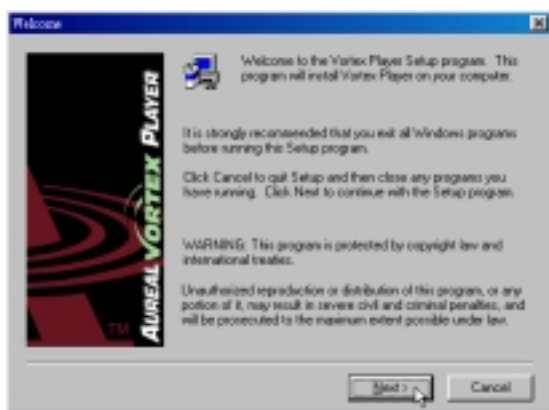 Welcome
AUREAL VORTEX PLAYER
TM
Welcome to the Vortex Player Setup program. This
program will install Vortex Player on your computer.
It is strongly recommended that you exit all Windows programs
before running this Setup program.
Click Cancel to quit Setup and then close any programs you
have running. Click Next to continue with the Setup program.
WARNING: This program is protected by copyright law and
international treaties.
Unauthorized reproduction or distribution of this program, or any
portion of it, may result in severe civil and criminal penalties, and
will be prosecuted to the maximum extent possible under law.
Next >
Cancel